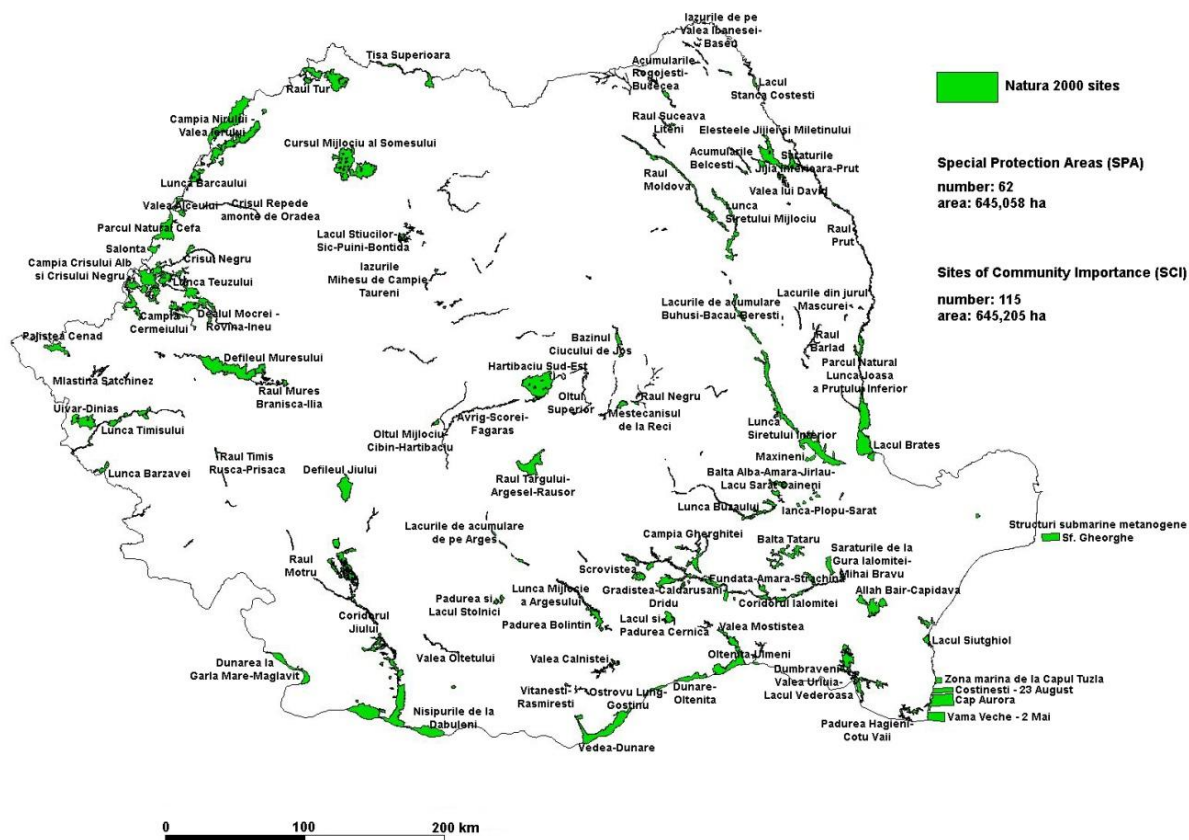 Iazurile de pe
Valea Ibanesei-
Baseu
Tisa Superioara
Acumularile
Rogojesti-
Bucecea
Lacul
Stanca Costesti
Raul Tur
Natura 2000 sites
Campia Nirului -
Valea Ierului
Raul Suceava
Liteni
Elesteele Jijiei si Miletinului
Cursul Mijlociu al Somesului
Acumularile
Belcesti
Saraturile
Jijia Inferioara-Prut
Special Protection Areas (SPA)
number: 62
area: 645,058 ha
Raul
Moldova
Valea lui David
Lunca Barcaului
Valea Alceului
Crisul Repede
amonte de Oradea
Lunca
Siretului Mijlociu
Parcul Natural Cefa
Lacul Stiucilor-
Sic-Puini-Bontida
Raul
Prut
Salonta
Campia Crisului Alb
si Crisului Negru
Crisul Negru
Iazurile
Mihesu de Campie
Taureni
Sites of Community Importance (SCI)
number: 115
area: 645,205 ha
Lunca Teuzului
Lacurile de acumulare
Buhusi-Bacau-Beresti
Lacurile din jurul
Mascurei
Campia
Cermeiului
Dealul Mocrei -
Rovina-Ineu
Pajistea Cenad
Bazinul
Ciucului de Jos
Raul
Barlad
Defileul Muresului
Hartibaciu Sud-Est
Parcul Natural
Lunca Joasa
a Prutului Inferior
Mlastina Satchinez
Raul Mures
Branisca-Ilia
Oltul
Superior
Raul Negru
Mestecanisul
de la Reci
Uivar-Dinias
Avrig-Scorei-
Fagaras
Lunca Timisului
Oltul Mijlociu
Cibin-Hartibaciu
Lunca
Siretului Inferior
Lacul Brates
Raul Timis
Rusca-Prisaca
Maxineni
Lunca Barzavei
Defileul Jiului
Raul Targului-
Argesel-Rausor
Balta Alba-Amara-Jirlau-
Lacu Sarat Caineni
Lunca Buzaului
Ianca-Plopu-Sarat
Lacurile de acumulare
de pe Arges
Structuri submarine metanogene
Sf. Gheorghe
Campia Gherghitei
Balta Tataru
Raul
Motru
Scrovistea
Saraturile de la
Gura Ialomitei-
Mihai Bravu
Fundata-Amara-Strachina
Lunca Mijlocie
a Argesului
Gradistea-Caldarusani-
Dridu
Allah Bair-Capidava
Padurea si
Lacul Stolnici
Coridorul Ialomitei
Coridorul
Jiului
Padurea Bolintin
Lacul si
Padurea Cernica
Valea Mostistea
Lacul Siutghiol
Valea Oltetului
Valea Calnistei
Oltenita-Ulmeni
Dunarea la
Garla Mare-Maglavit
Dumbraveni-
Valea Urluia-
Lacul Vederoasa
Zona marina de la Capul Tuzla
Costinesti - 23 August
Cap Aurora
Vitanesti-
Rasmiresti
Ostrovu Lung-
Gostinu
Dunare-
Oltenita
Nisipurile de la
Dabuleni
Padurea Hagieni-
Cotu Vaii
Vama Veche - 2 Mai
Vedea-Dunare
0 100 200 km